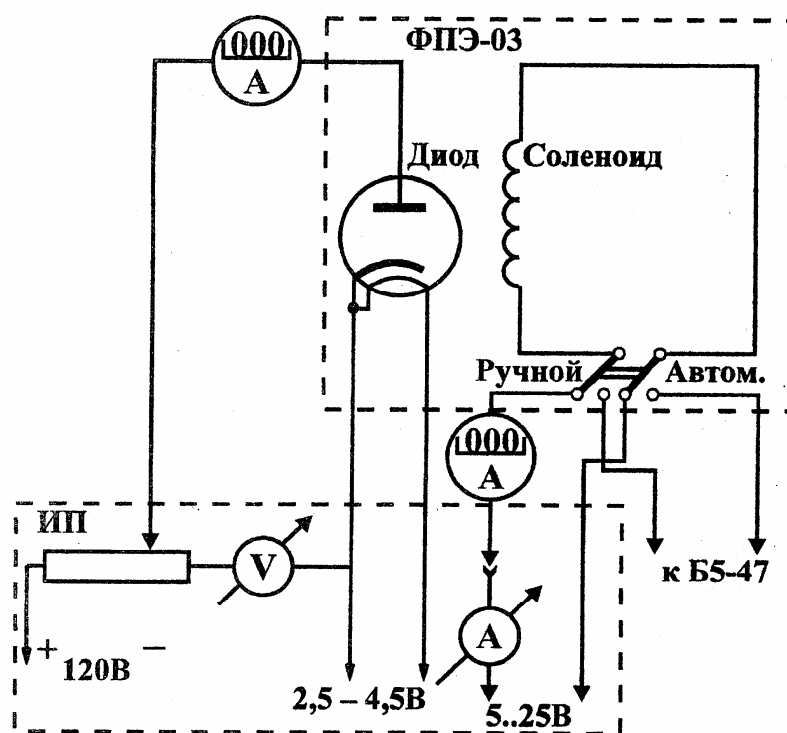 ФПЭ-03
000
А
Диод
Соленоид
Ручной
Автом.
000
А
ИП
V
к Б5-47
+
−
120В
А
2,5 – 4,5В
5..25В